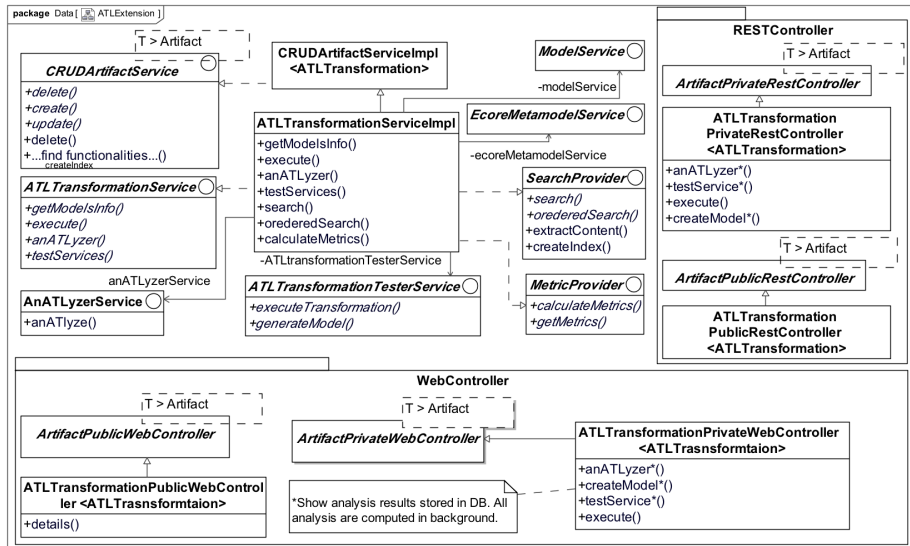 package Data[ ATLExtension ]
T > Artifact
CRUDArtifactService
+delete()
+create()
+update()
+delete()
+...find functionalities...()
createIndex
CRUDArtifactServiceImpl
<ATLTransformation>
ModelService
-modelService
EcoreMetamodelService
-ecoreMetamodelService
ATLTransformationServiceImpl
+getModelsInfo()
+execute()
+anATLyzer()
+testServices()
+search()
+orederedSearch()
+calculateMetrics()
ATLTransformationService
+getModelsInfo()
+execute()
+anATLyzer()
+testServices()
SearchProvider
+search()
+orederedSearch()
+extractContent()
+createIndex()
-ATLtransformationTesterService
anATLyzerService
AnATLyzerService
+anATlyze()
ATLTransformationTesterService
+executeTransformation()
+generateModel()
MetricProvider
+calculateMetrics()
+getMetrics()
RESTController
T > Artifact
ArtifactPrivateRestController
ATLTransformation
PrivateRestController
<ATLTransformation>
+anATLyzer*()
+testService*()
+execute()
+createModel*()
T > Artifact
ArtifactPublicRestController
ATLTransformation
PublicRestController
<ATLTransformation>
WebController
T > Artifact
ArtifactPublicWebController
ATLTransformationPublicWebControl
ler <ATLTrasnsformtaion>
+details()
T > Artifact
ArtifactPrivateWebController
*Show analysis results stored in DB. All
analysis are computed in background.
ATLTransformationPrivateWebController
<ATLTrasnsformtaion>
+anATLyzer*()
+createModel*()
+testService*()
+execute()